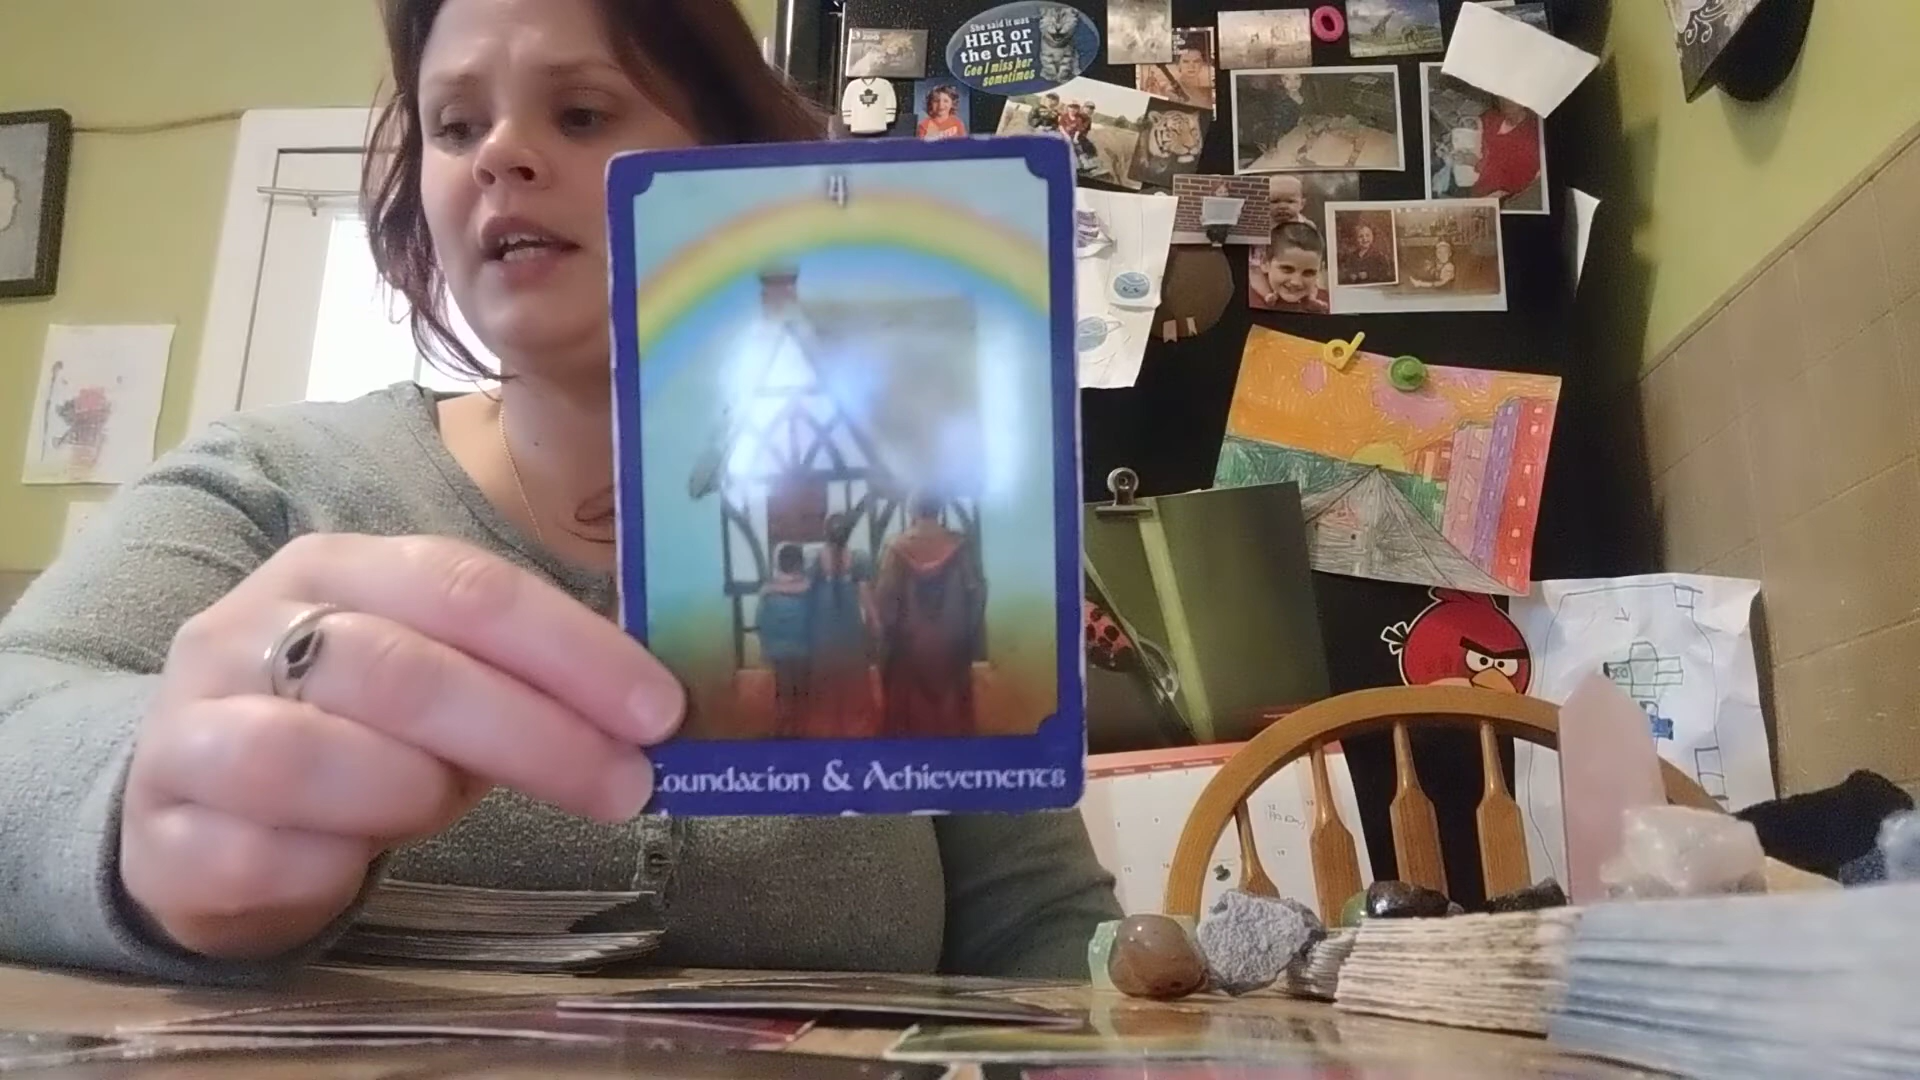 She said it was
HER or
the CAT
Gee I miss her
sometimes
4
Foundation & Achievements